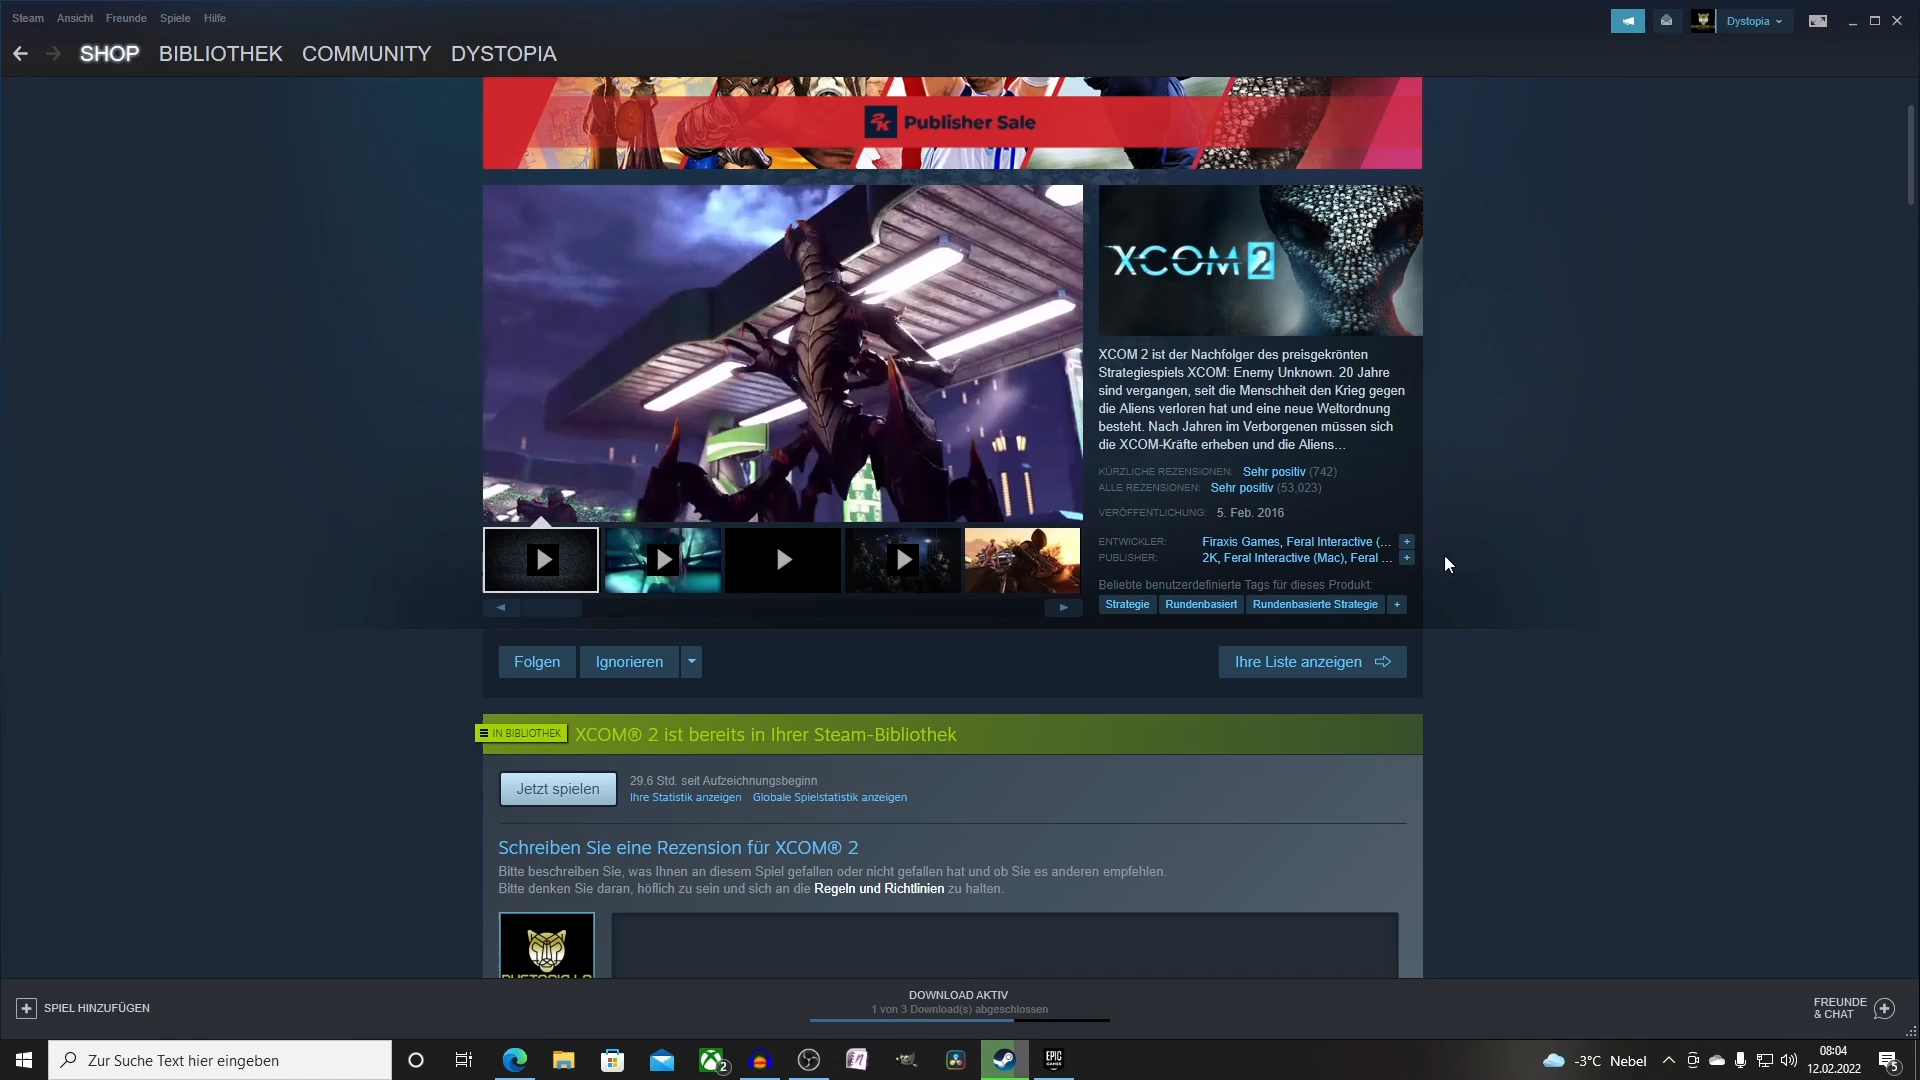 Steam Ansicht Freunde Spiele Hilfe
Dystopia
SHOP BIBLIOTHEK COMMUNITY DYSTOPIA
2K Publisher Sale
XCOM 2
XCOM 2 ist der Nachfolger des preisgekrönten
Strategiespiels XCOM: Enemy Unknown. 20 Jahre
sind vergangen, seit die Menschheit den Krieg gegen
die Aliens verloren hat und eine neue Weltordnung
besteht. Nach Jahren im Verborgenen müssen sich
die XCOM-Kräfte erheben und die Aliens...
KÜRZLICHE REZENSIONEN: Sehr positiv (742)
ALLE REZENSIONEN: Sehr positiv (53,023)
VERÖFFENTLICHUNG: 5. Feb. 2016
ENTWICKLER: Firaxis Games, Feral Interactive (... +
PUBLISHER: 2K, Feral Interactive (Mac), Feral ... +
Beliebte benutzerdefinierte Tags für dieses Produkt:
Strategie Rundenbasiert Rundenbasierte Strategie +
Folgen Ignorieren Ihre Liste anzeigen
IN BIBLIOTHEK XCOM® 2 ist bereits in Ihrer Steam-Bibliothek
Jetzt spielen 29.6 Std. seit Aufzeichnungsbeginn
Ihre Statistik anzeigen Globale Spielstatistik anzeigen
Schreiben Sie eine Rezension für XCOM® 2
Bitte beschreiben Sie, was Ihnen an diesem Spiel gefallen oder nicht gefallen hat und ob Sie es anderen empfehlen.
Bitte denken Sie daran, höflich zu sein und sich an die Regeln und Richtlinien zu halten.
SPIEL HINZUFÜGEN
DOWNLOAD AKTIV
1 von 3 Download(s) abgeschlossen
FREUNDE
& CHAT
Zur Suche Text hier eingeben
2
EPIC GAMES
-3°C Nebel
08:04
12.02.2022
5